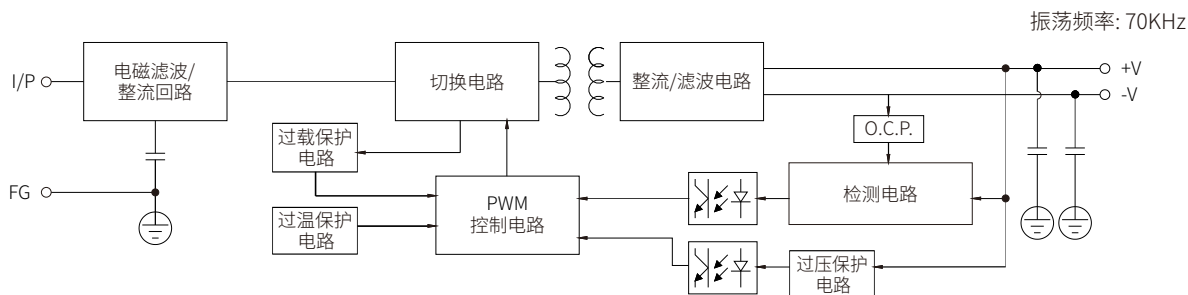 振荡频率: 70KHz
I/P
电磁滤波/
整流回路
切换电路
整流/滤波电路
+V
-V
O.C.P.
过载保护
电路
检测电路
FG
PWM
控制电路
过温保护
电路
过压保护
电路